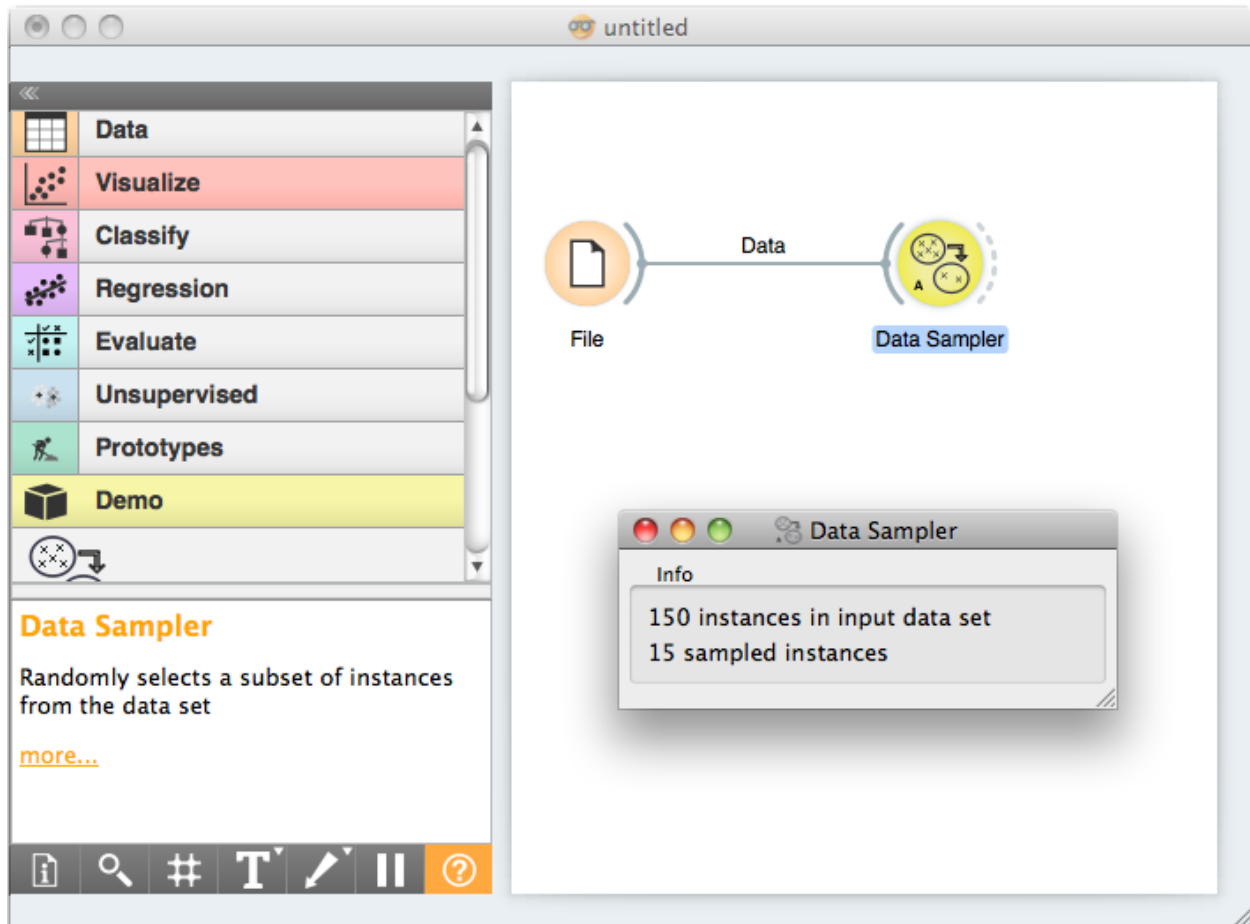 untitled
Data
Visualize
Classify
Regression
Evaluate
Unsupervised
Prototypes
Demo
Data Sampler
Randomly selects a subset of instances
from the data set
more...
Data
File
A
Data Sampler
Data Sampler
Info
150 instances in input data set
15 sampled instances